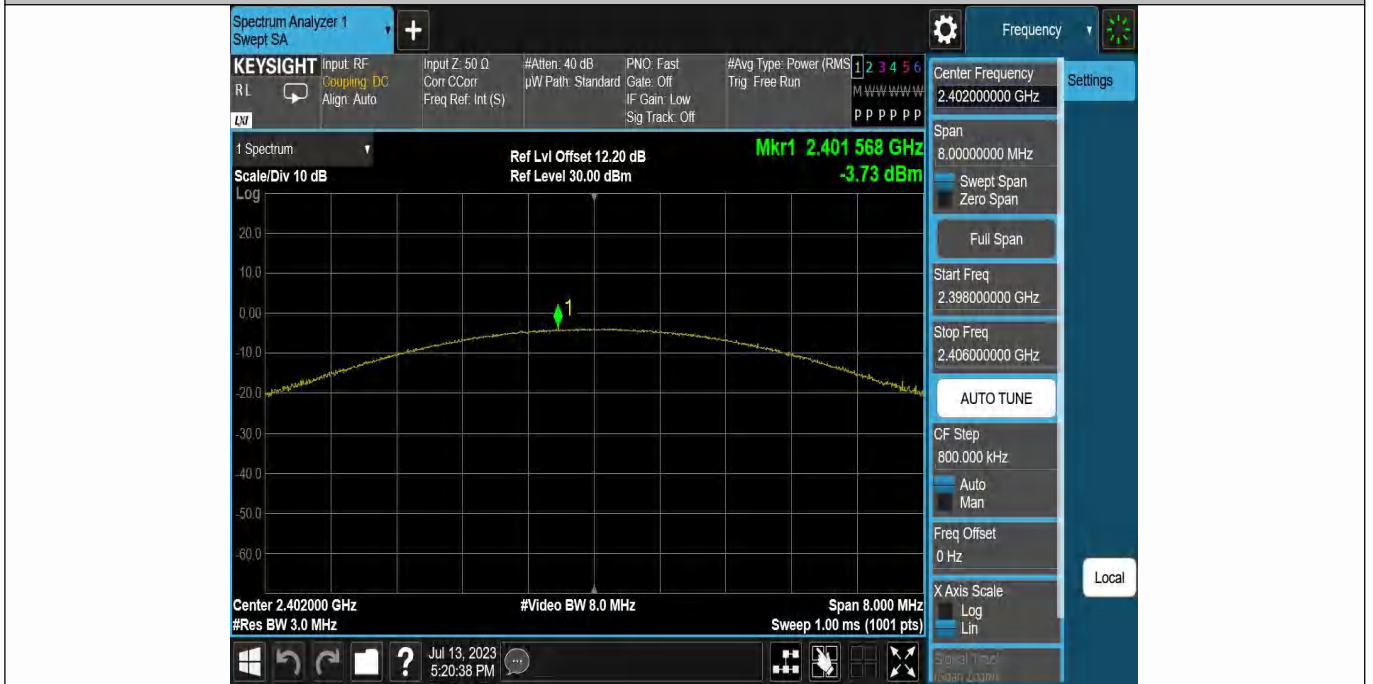 Spectrum Analyzer 1
Swept SA
+
Frequency
KEYSIGHT
RL
LXI
Input: RF
Coupling: DC
Align: Auto
Input Z: 50 Ω
Corr CCorr
Freq Ref: Int (S)
#Atten: 40 dB
µW Path: Standard
PNO: Fast
Gate: Off
IF Gain: Low
Sig Track: Off
#Avg Type: Power (RMS
Trig: Free Run
1 2 3 4 5 6
M W W W W W
P P P P P P
1 Spectrum
Scale/Div 10 dB
Ref Lvl Offset 12.20 dB
Ref Level 30.00 dBm
Mkr1 2.401 568 GHz
-3.73 dBm
Log
20.0
10.0
0.00
-10.0
-20.0
-30.0
-40.0
-50.0
-60.0
1
Center 2.402000 GHz
#Res BW 3.0 MHz
#Video BW 8.0 MHz
Span 8.000 MHz
Sweep 1.00 ms (1001 pts)
Center Frequency
2.402000000 GHz
Settings
Span
8.00000000 MHz
Swept Span
Zero Span
Full Span
Start Freq
2.398000000 GHz
Stop Freq
2.406000000 GHz
AUTO TUNE
CF Step
800.000 kHz
Auto
Man
Freq Offset
0 Hz
X Axis Scale
Log
Lin
Signal Track
(Span Zoom)
Local
?
Jul 13, 2023
5:20:38 PM